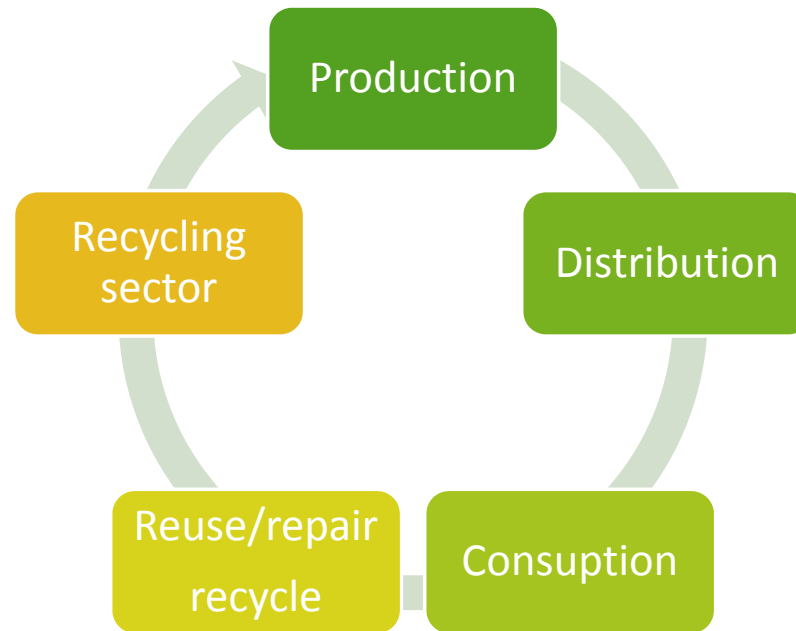 Production
Distribution
Consuption
Reuse/repair
recycle
Recycling
sector